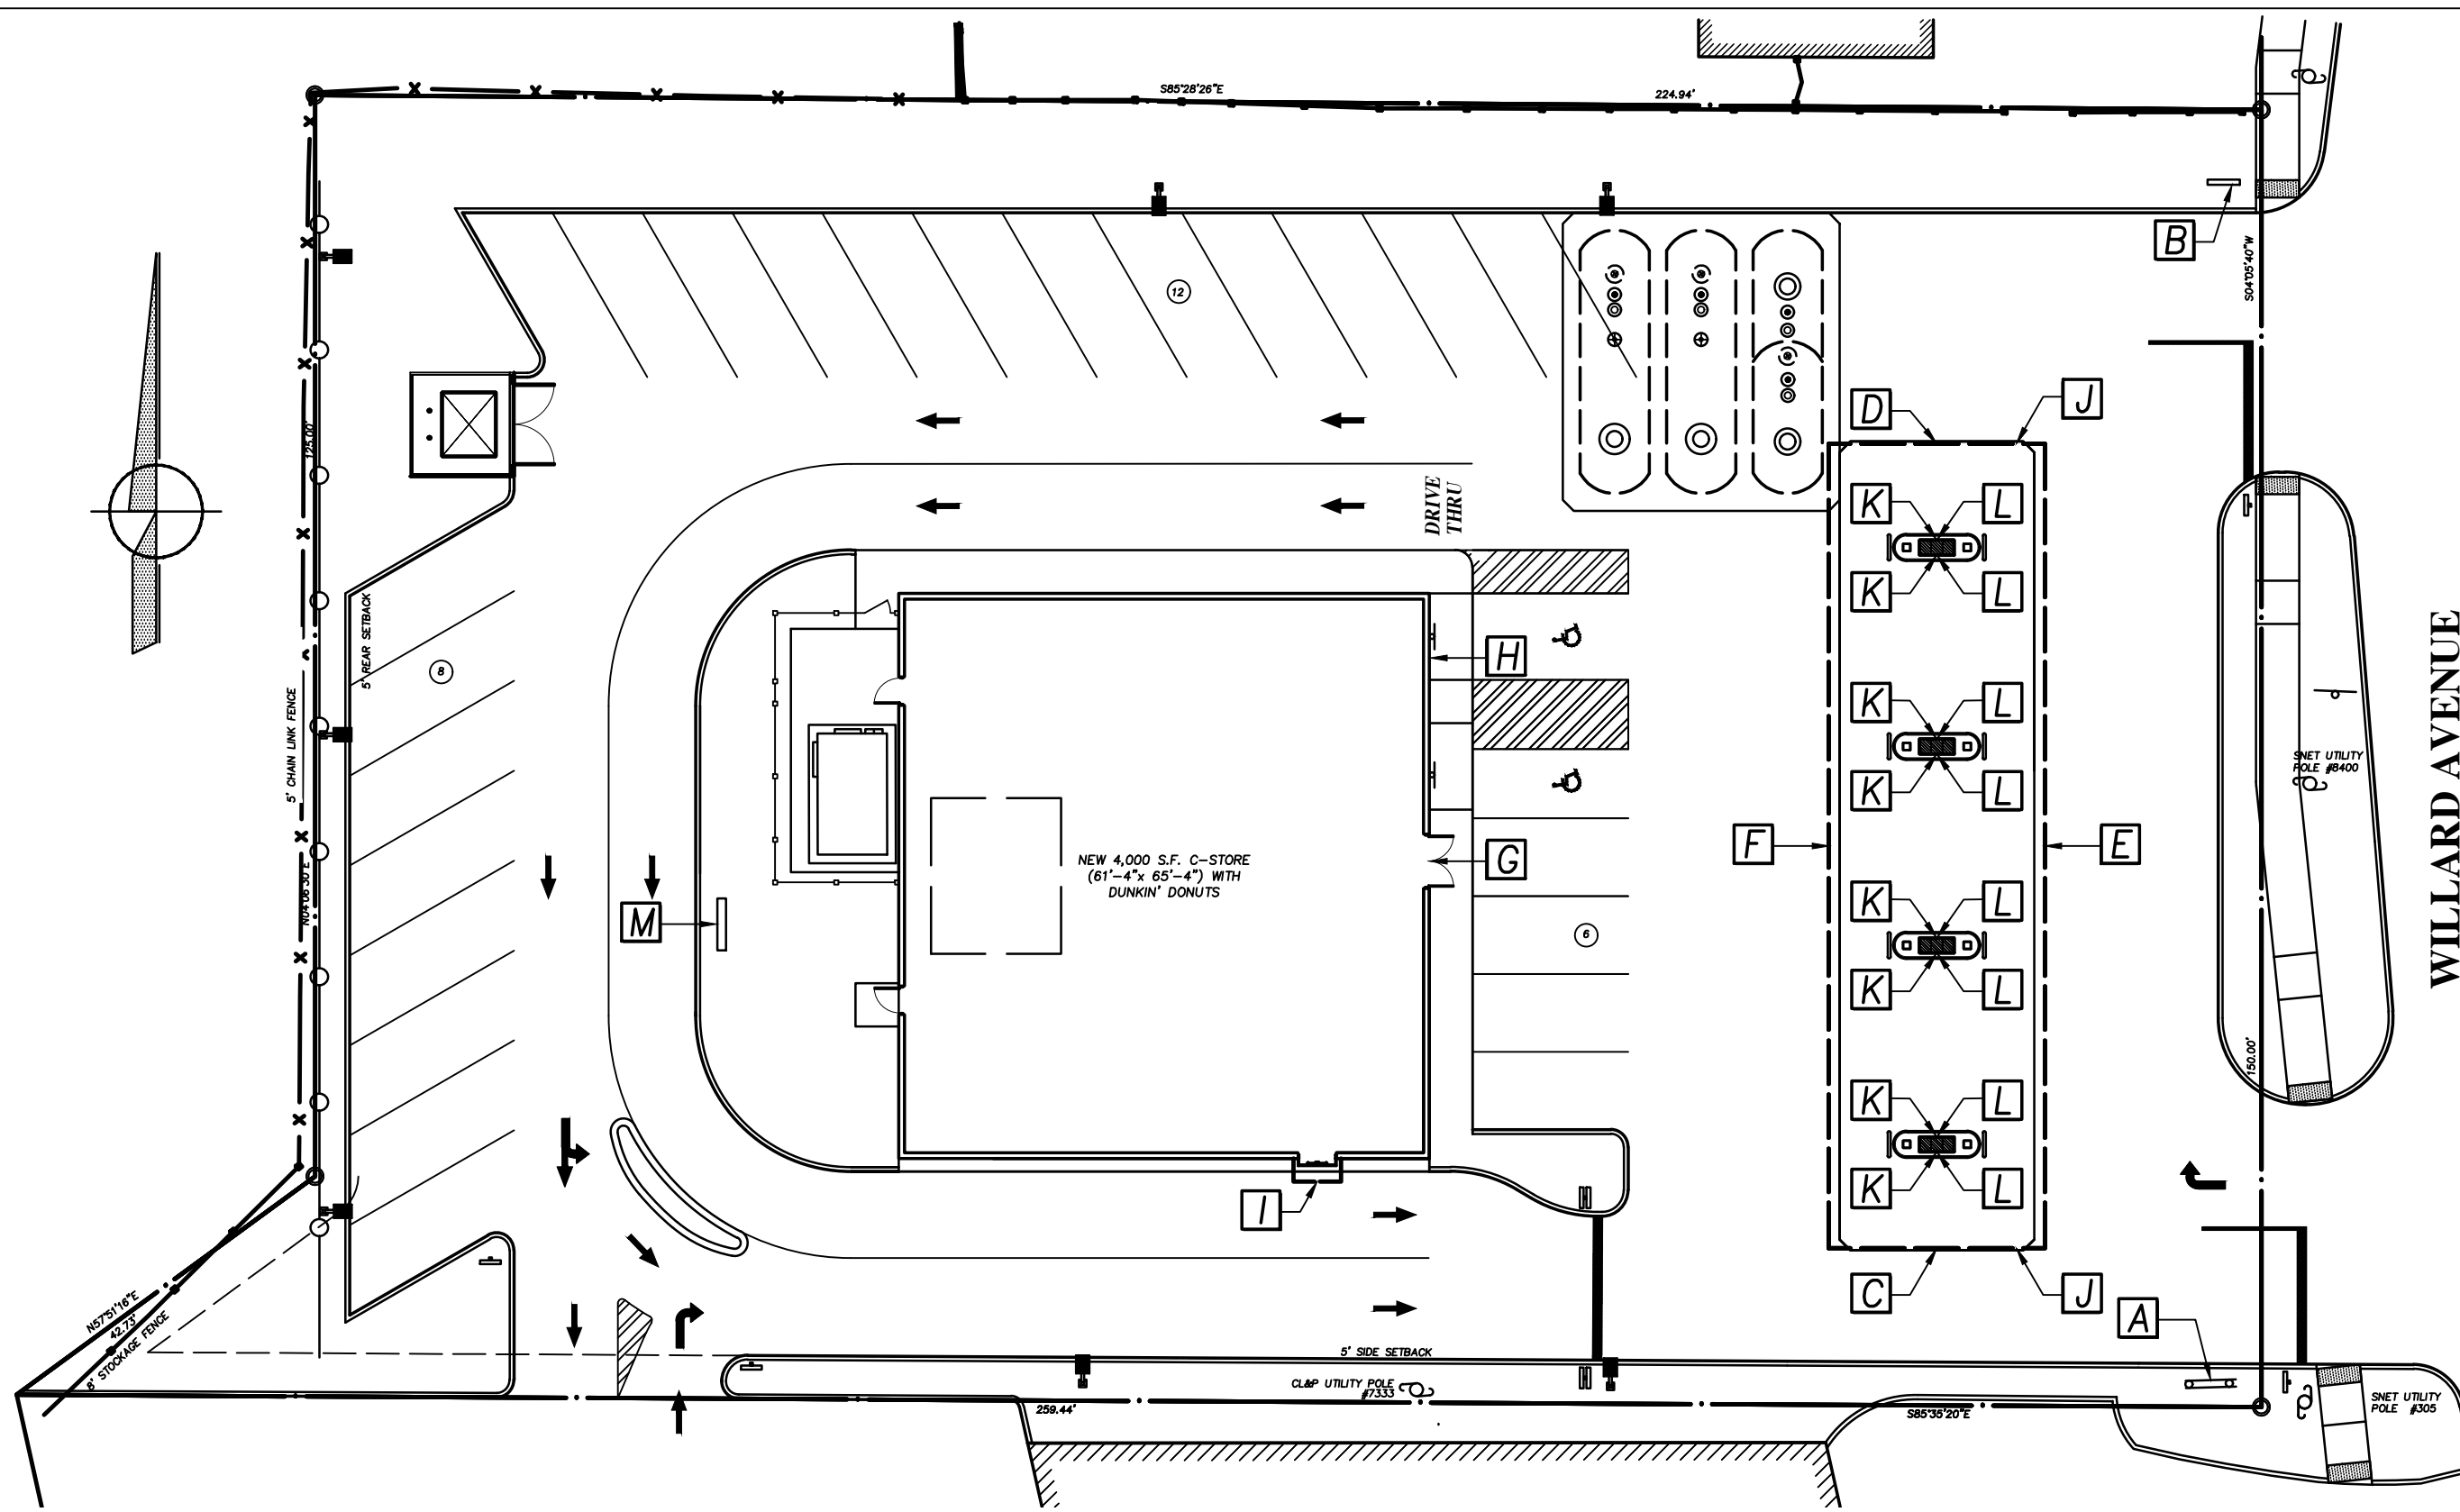 S85°28'26"E
224.94'
B
S04°05'40"W
12
125.00'
D
J
DRIVE
THRU
K
L
K
L
5' REAR SETBACK
8
H
5' CHAIN LINK FENCE
K
L
K
L
SNET UTILITY
POLE #8400
WILLARD AVENUE
NEW 4,000 S.F. C-STORE
(61'-4"x 65'-4") WITH
DUNKIN' DONUTS
G
F
E
M
6
K
L
K
L
150.00'
K
L
K
L
I
C
J
A
N57°51'16"E
42.73'
8' STOCKAGE FENCE
5' SIDE SETBACK
CL&P UTILITY POLE
#7333
259.44'
S85°35'20"E
SNET UTILITY
POLE #305